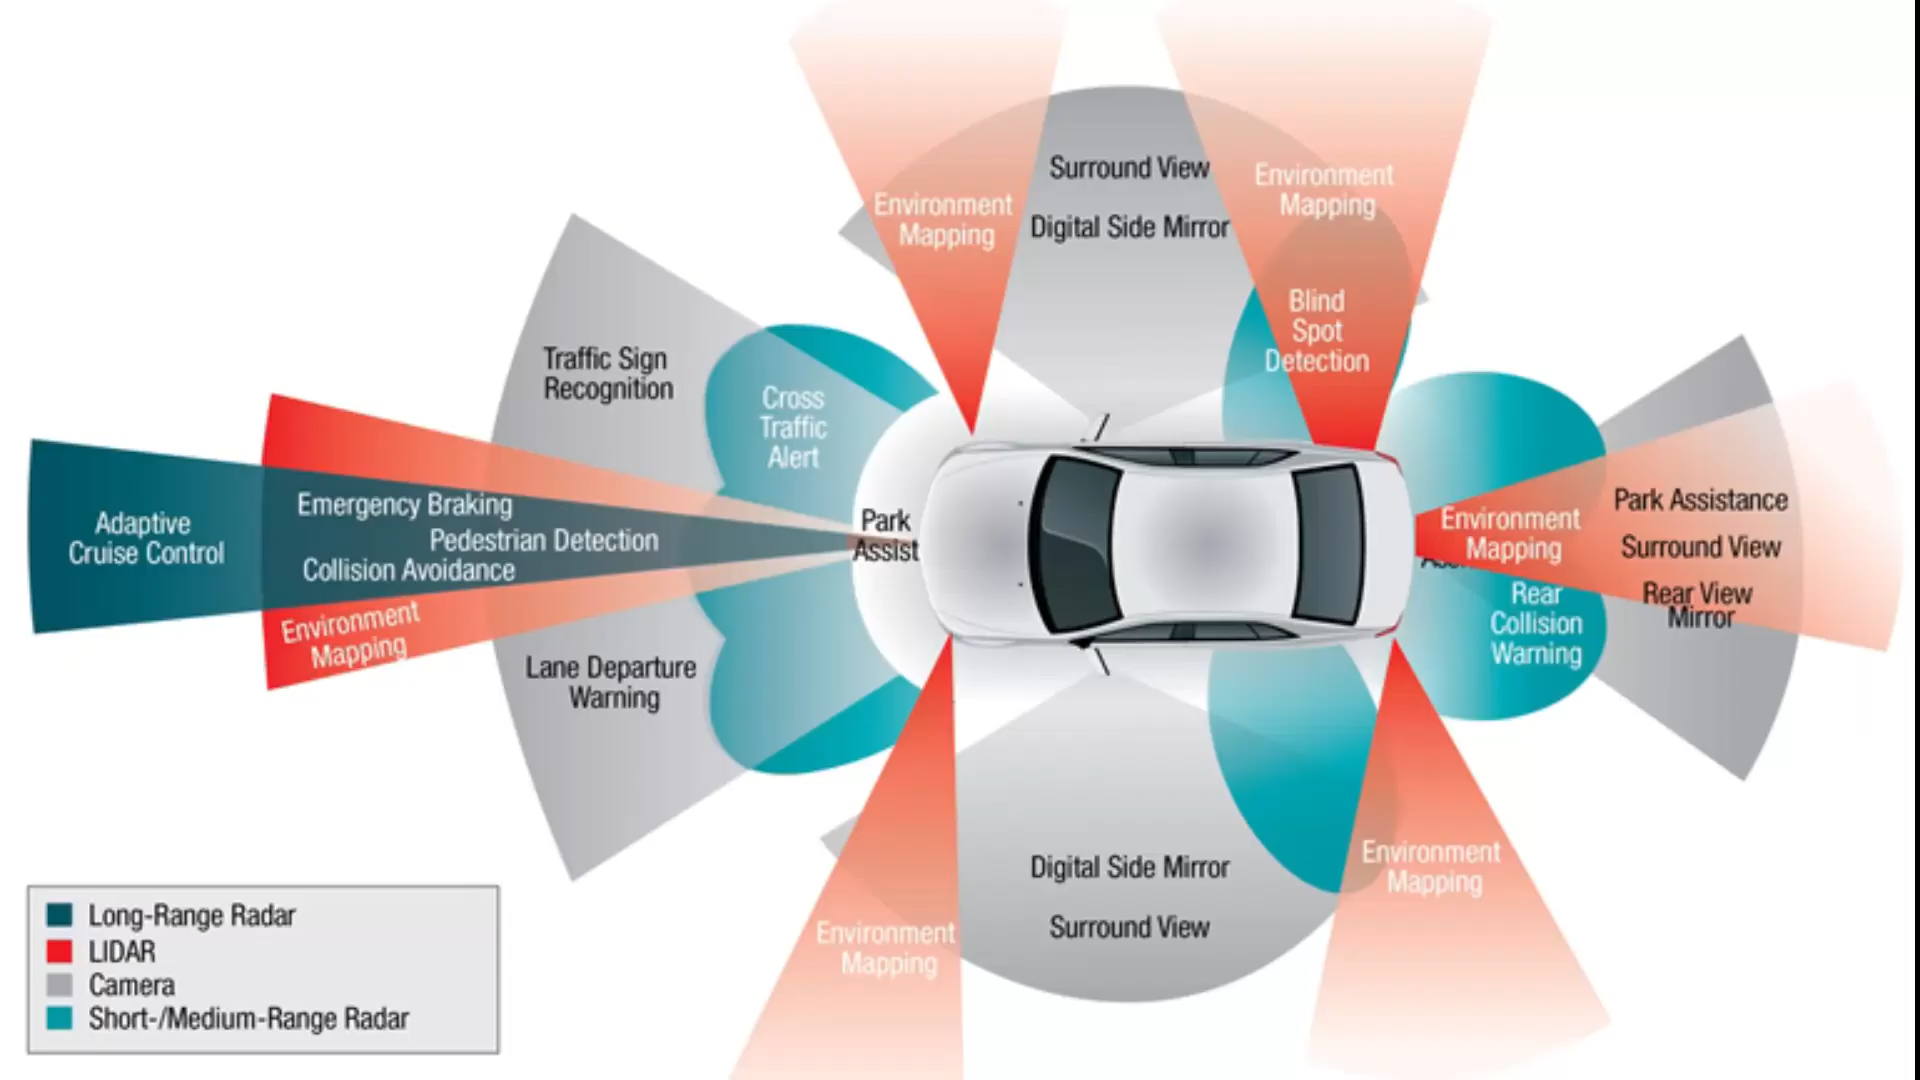 Surround View
Digital Side Mirror
Environment
Mapping
Environment
Mapping
Blind
Spot
Detection
Traffic Sign
Recognition
Cross
Traffic
Alert
Adaptive
Cruise Control
Emergency Braking
Pedestrian Detection
Collision Avoidance
Environment
Mapping
Park
Assist
Environment
Mapping
Park Assistance
Surround View
Rear View
Mirror
Rear
Collision
Warning
Lane Departure
Warning
Digital Side Mirror
Surround View
Environment
Mapping
Environment
Mapping
Long-Range Radar
LIDAR
Camera
Short-/Medium-Range Radar